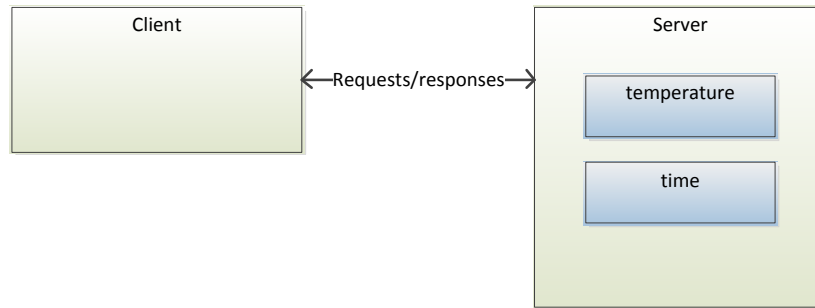 Client
Server
Requests/responses
temperature
time